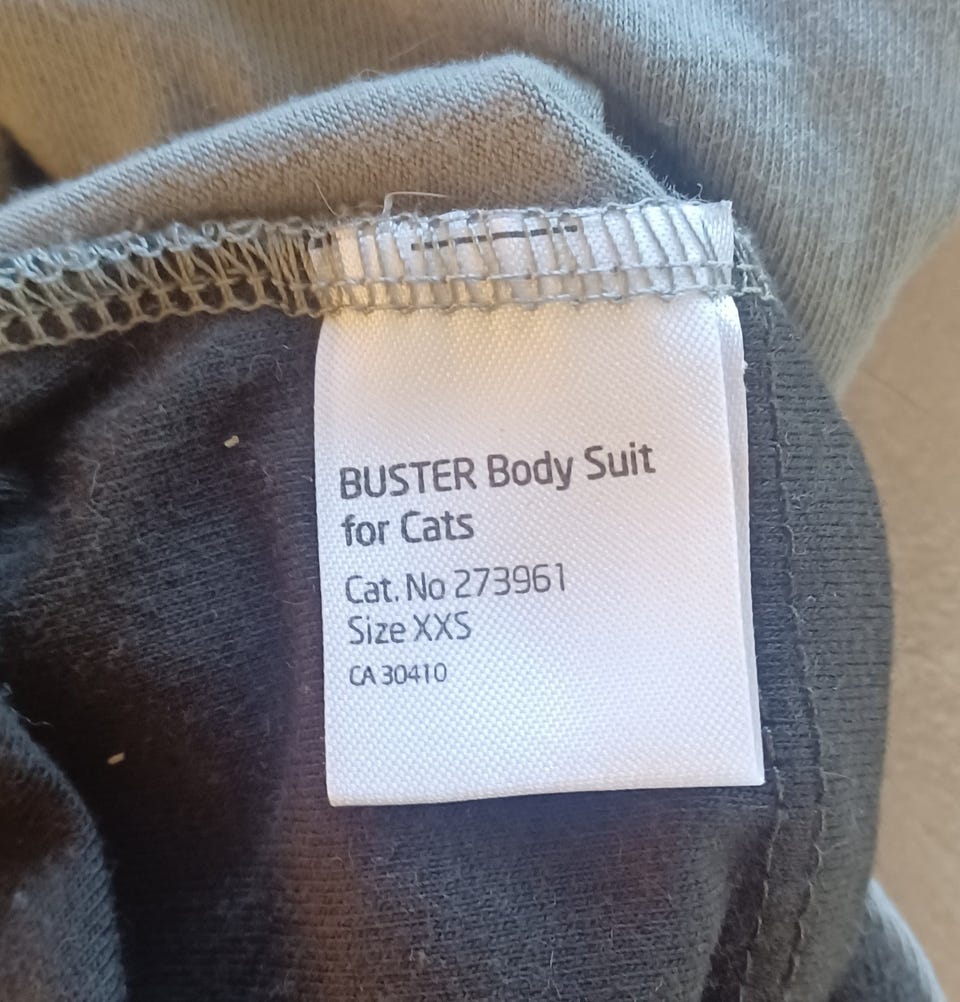 BUSTER Body Suit
for Cats
Cat. No 273961
Size XXS
CA 30410